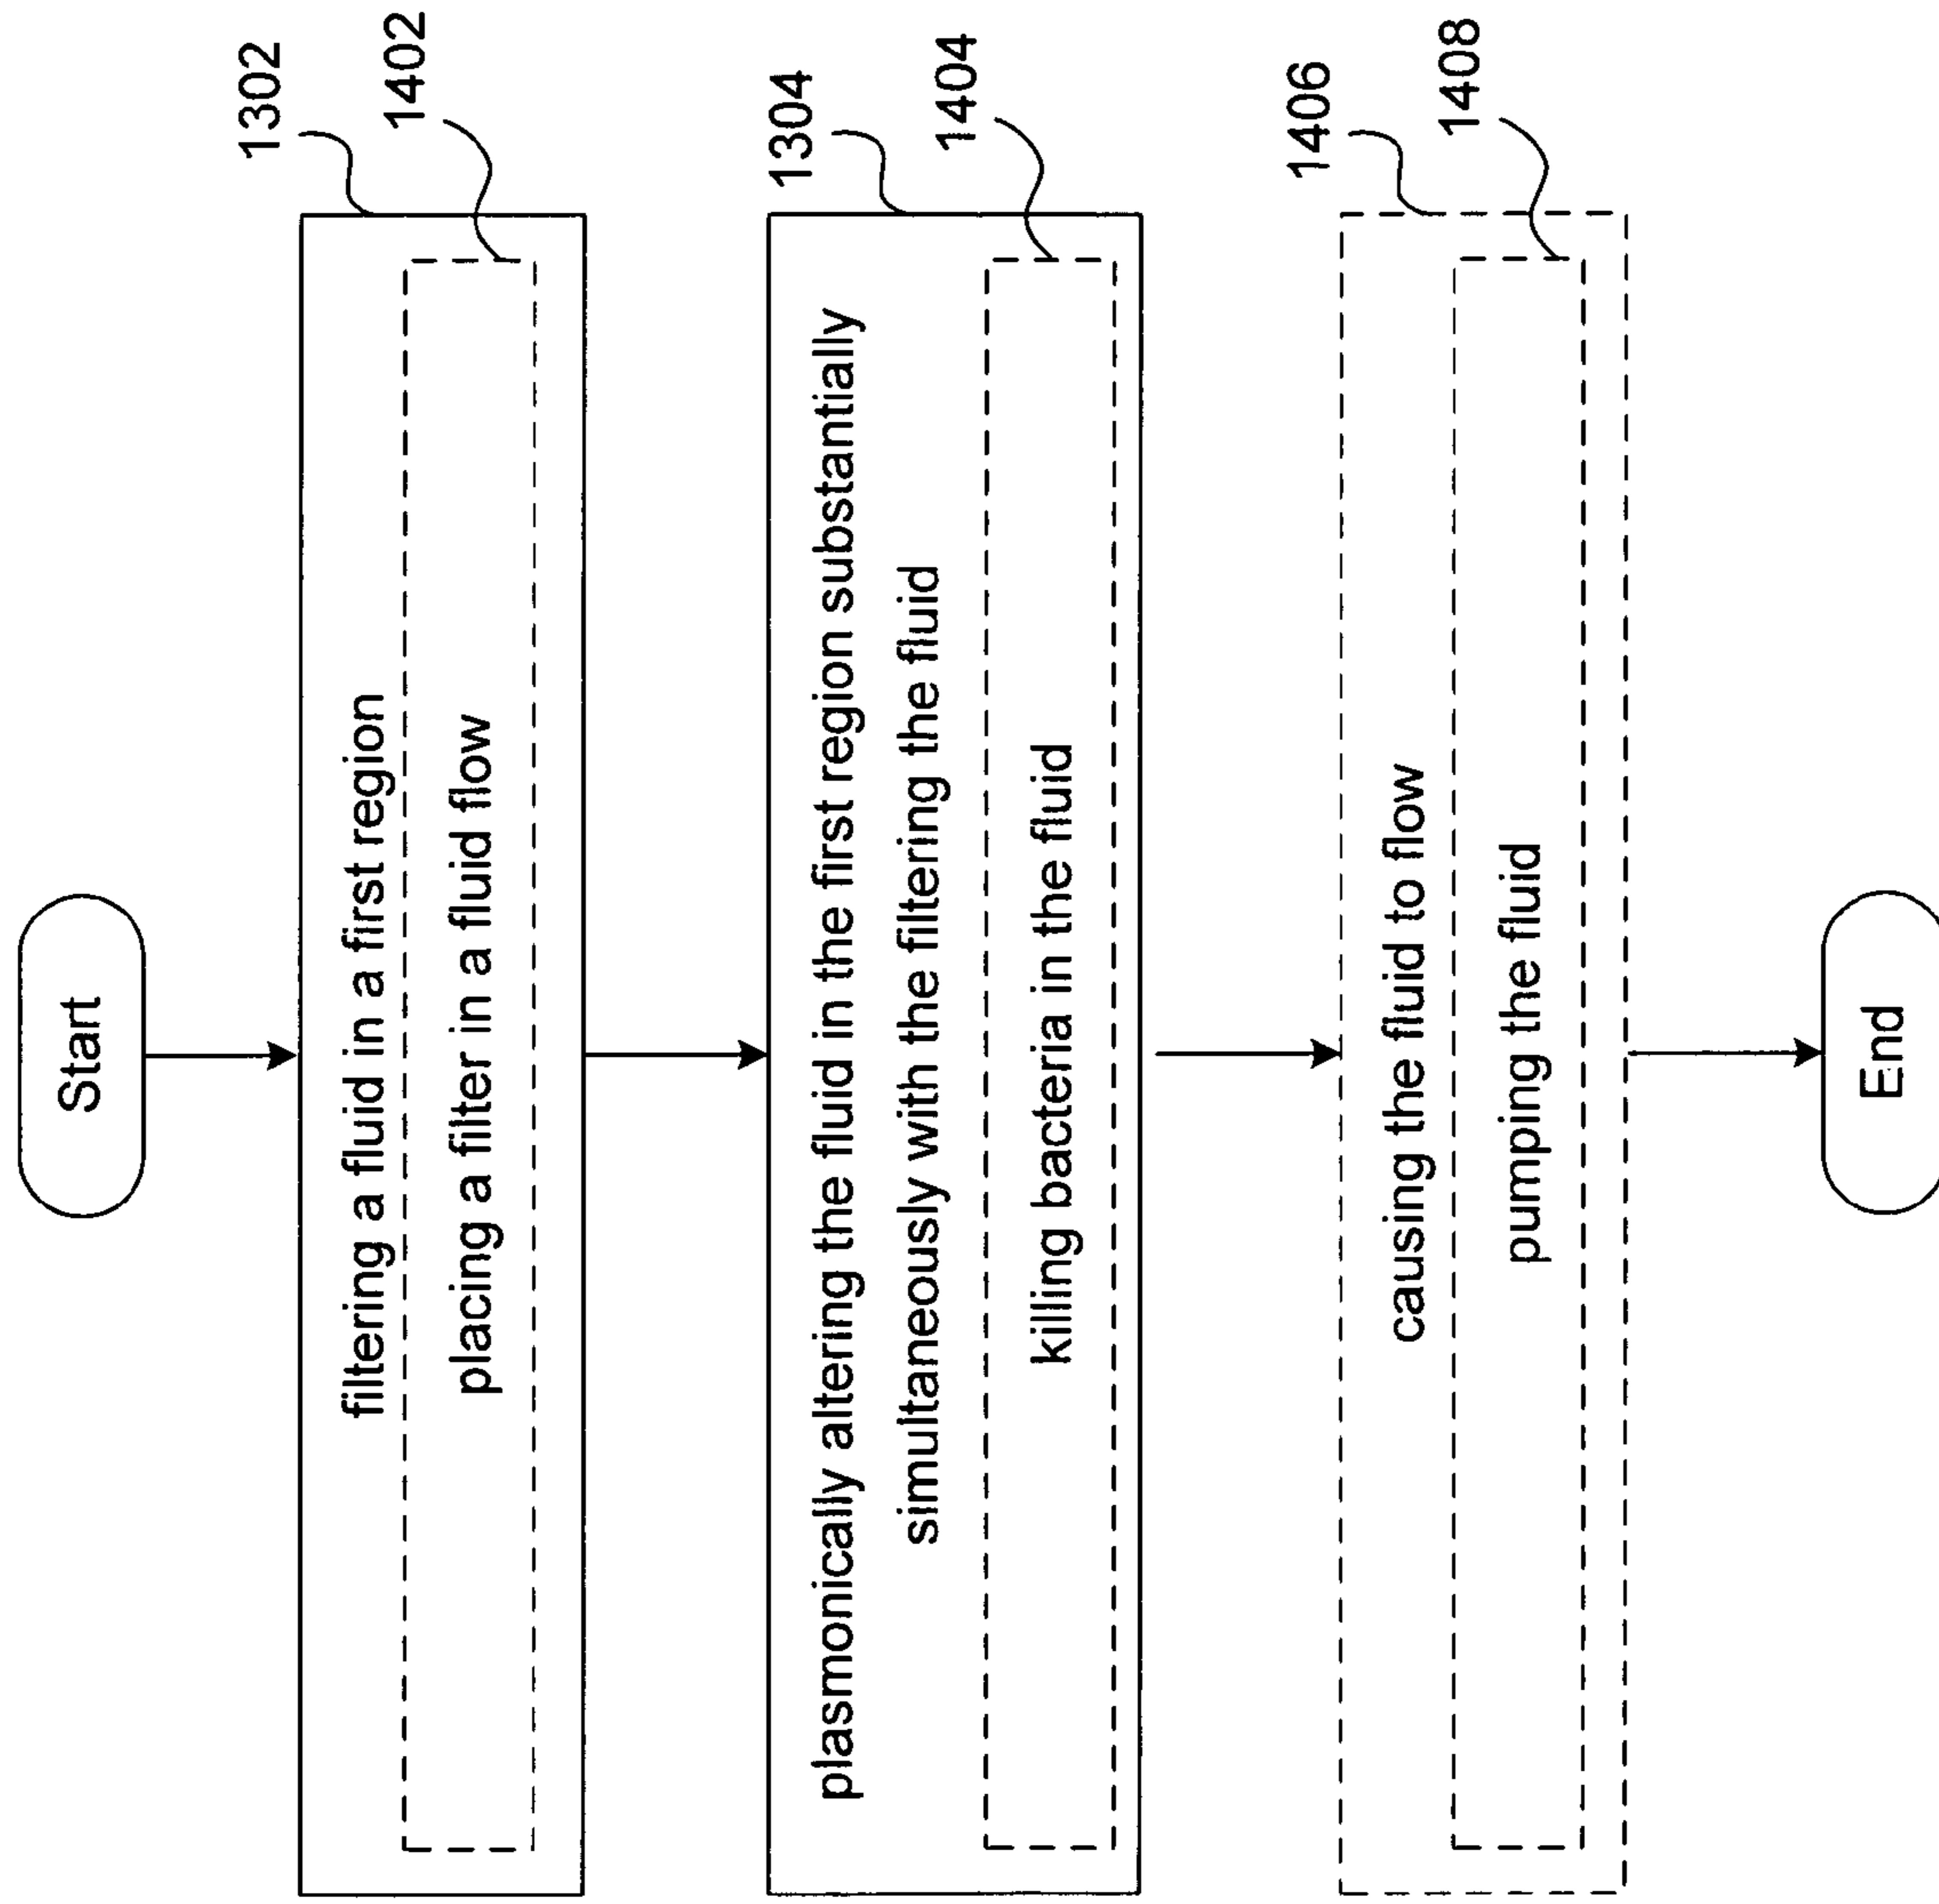 Start
1302
filtering a fluid in a first region
1402
placing a filter in a fluid flow
1304
plasmonically altering the fluid in the first region substantially
simultaneously with the filtering the fluid
1404
killing bacteria in the fluid
1406
causing the fluid to flow
1408
pumping the fluid
End